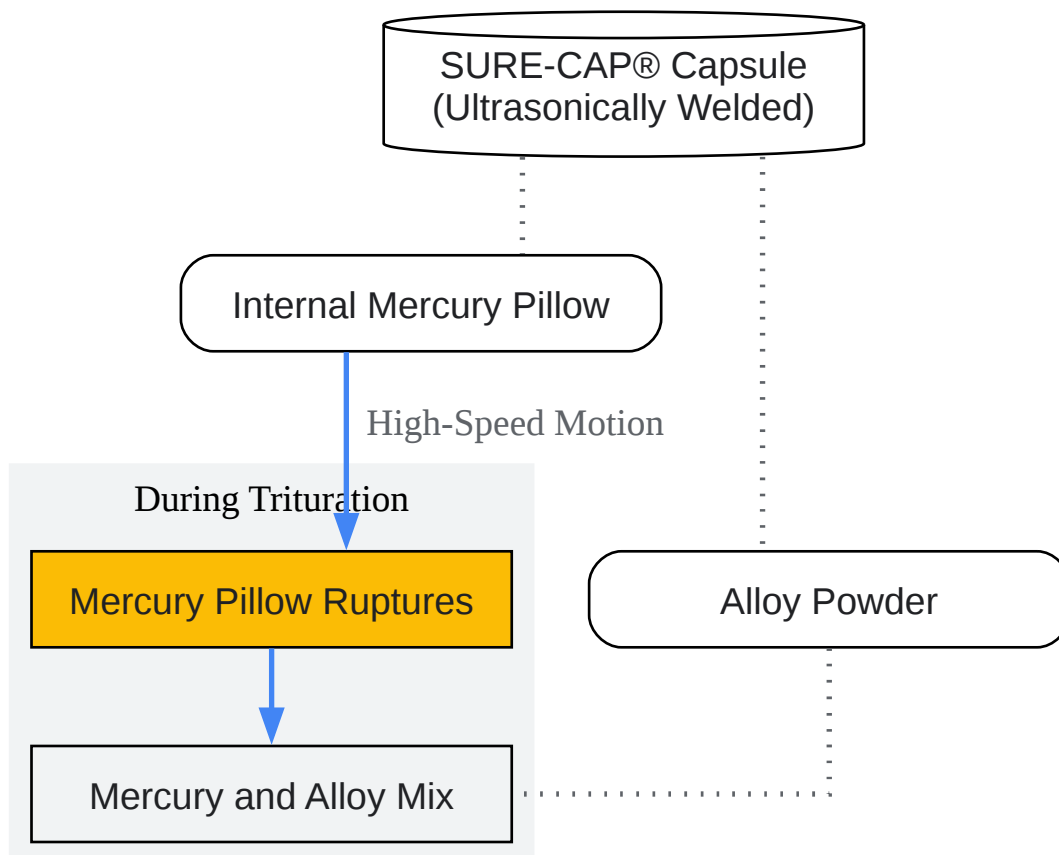 SURE-CAP® Capsule
(Ultrasonically Welded)
Internal Mercury Pillow
High-Speed Motion
During Trituration
Mercury Pillow Ruptures
Alloy Powder
Mercury and Alloy Mix